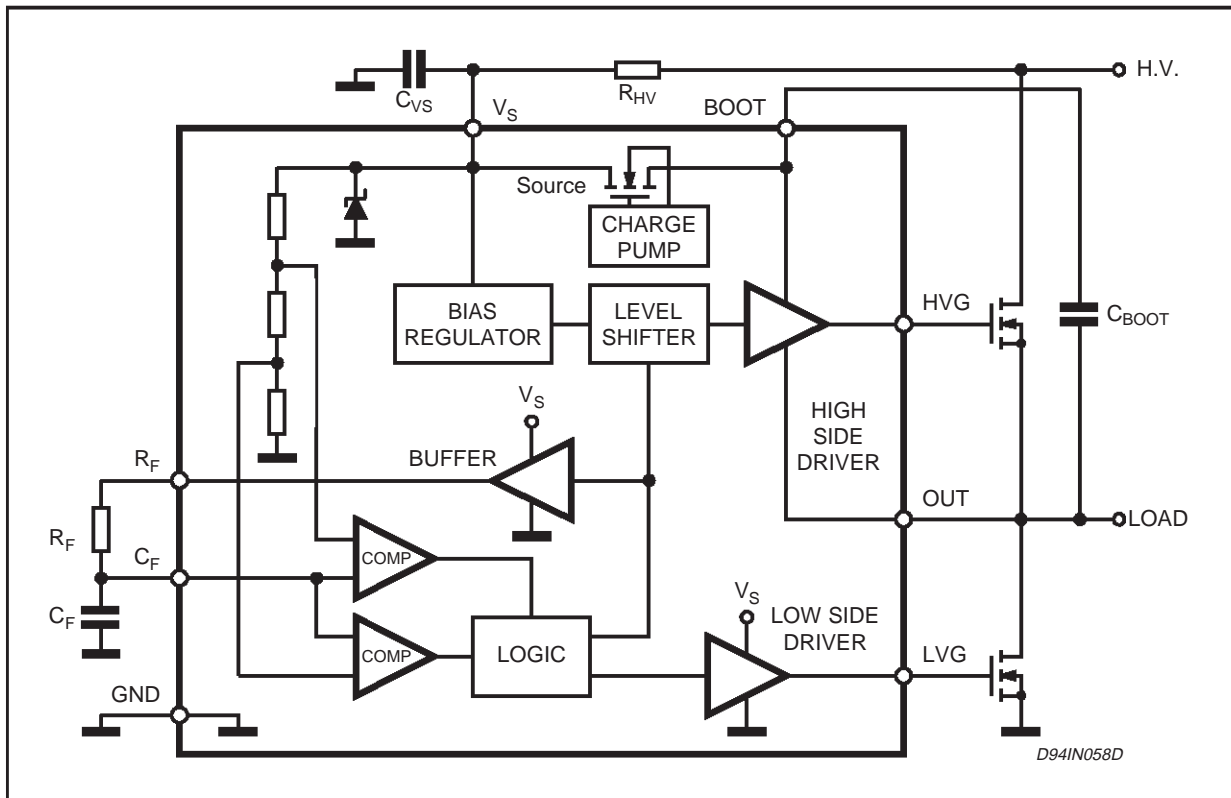 H.V.
C_VS
R_HV
V_S
BOOT
Source
CHARGE
PUMP
BIAS
REGULATOR
LEVEL
SHIFTER
HVG
C_BOOT
V_S
HIGH
SIDE
DRIVER
R_F
BUFFER
OUT
LOAD
R_F
C_F
COMP
V_S
LOW SIDE
DRIVER
C_F
COMP
LOGIC
LVG
GND
D94IN058D